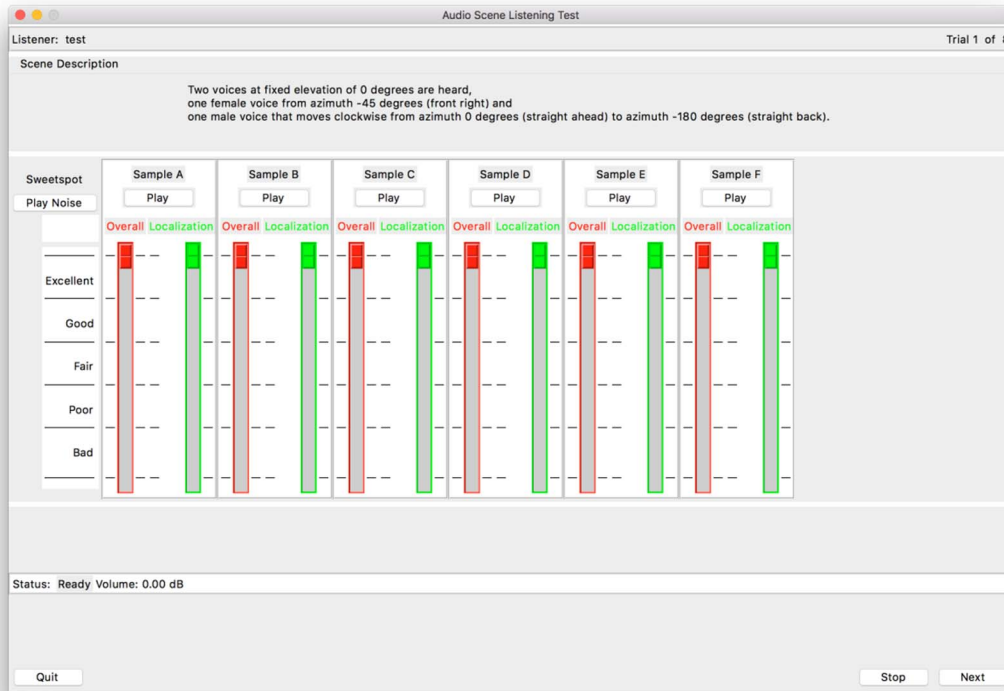 Audio Scene Listening Test
Listener: test
Trial 1 of
Scene Description
Two voices at fixed elevation of 0 degrees are heard,
one female voice from azimuth -45 degrees (front right) and
one male voice that moves clockwise from azimuth 0 degrees (straight ahead) to azimuth -180 degrees (straight back).
Sweetspot
Play Noise
Sample A Sample B Sample C Sample D Sample E Sample F
Play Play Play Play Play Play
Overall Localization Overall Localization Overall Localization Overall Localization Overall Localization Overall Localization
Excellent
Good
Fair
Poor
Bad
Status: Ready Volume: 0.00 dB
Quit
Stop
Next